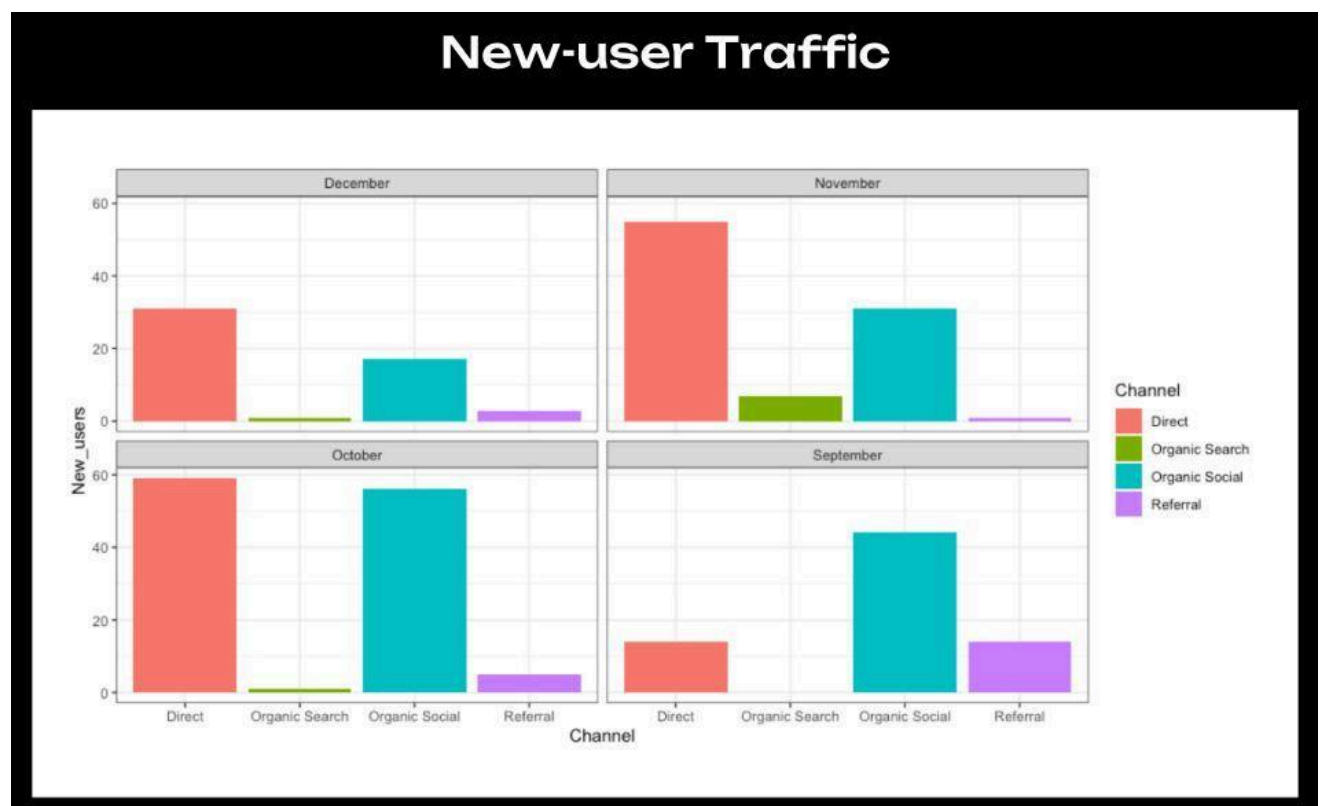 New-user Traffic
December
November
60
40
20
0
October
September
60
40
20
0
New_users
Direct
Organic Search
Organic Social
Referral
Direct
Organic Search
Organic Social
Referral
Channel
Channel
Direct
Organic Search
Organic Social
Referral